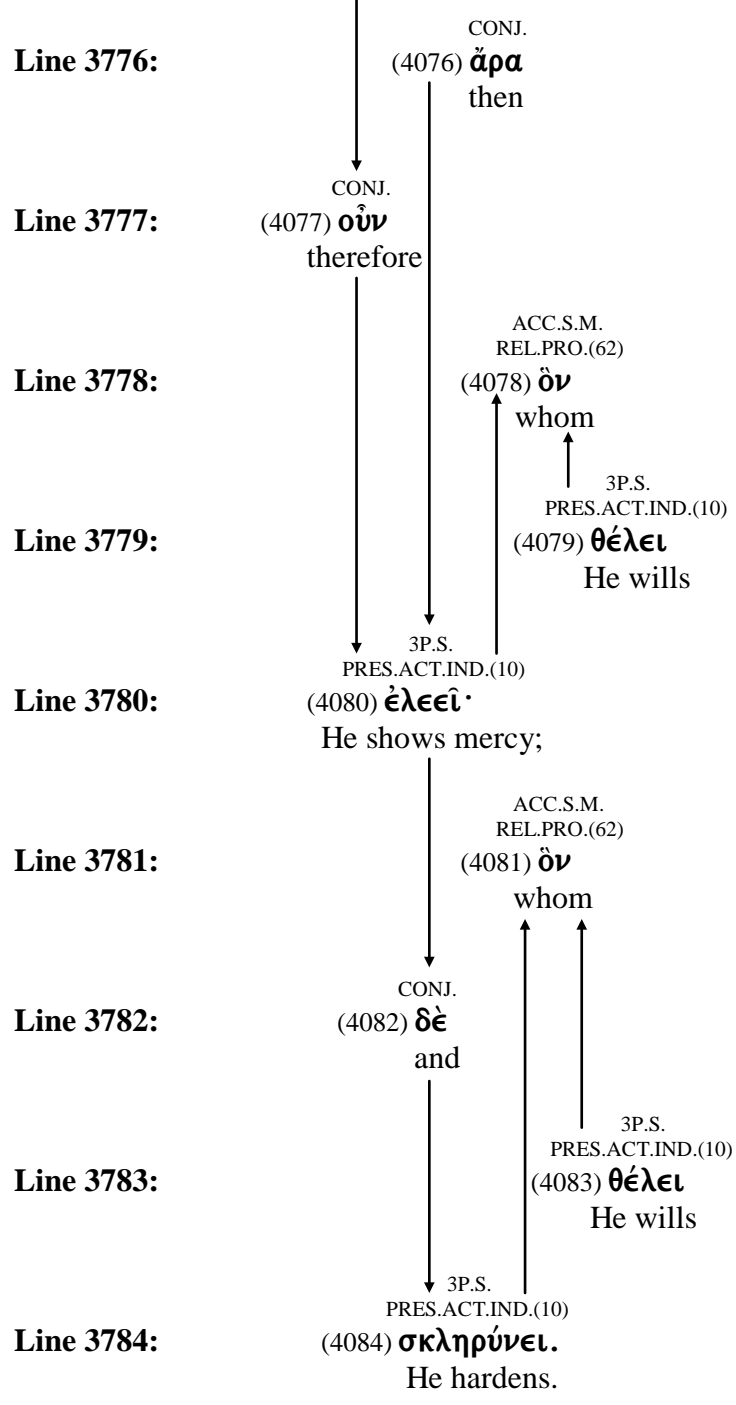 CONJ.
Line 3776: (4076) ἄρα
then
CONJ.
Line 3777: (4077) οὖν
therefore
ACC.S.M.
REL.PRO.(62)
Line 3778: (4078) ὃν
whom
3P.S.
PRES.ACT.IND.(10)
Line 3779: (4079) θέλει
He wills
3P.S.
PRES.ACT.IND.(10)
Line 3780: (4080) ἐλεεῖ·
He shows mercy;
ACC.S.M.
REL.PRO.(62)
Line 3781: (4081) ὃν
whom
CONJ.
Line 3782: (4082) δὲ
and
3P.S.
PRES.ACT.IND.(10)
Line 3783: (4083) θέλει
He wills
3P.S.
PRES.ACT.IND.(10)
Line 3784: (4084) σκληρύνει.
He hardens.